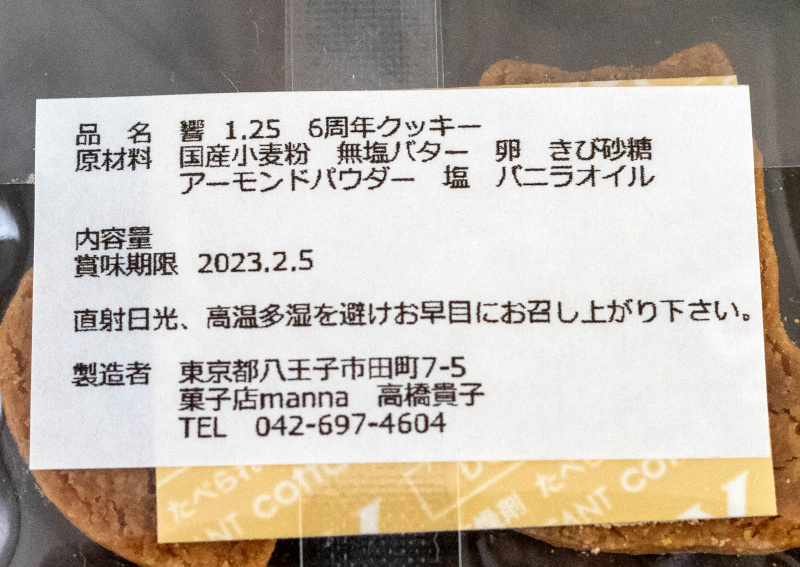 品 名 響 1.25 6周年クッキー
原材料 国産小麦粉 無塩バター 卵 きび砂糖
アーモンドパウダー 塩 バニラオイル
内容量
賞味期限 2023.2.5
直射日光、高温多湿を避けお早目にお召し上がり下さい。
製造者 東京都八王子市田町7-5
菓子店manna 高橋貴子
TEL 042-697-4604
たべられ